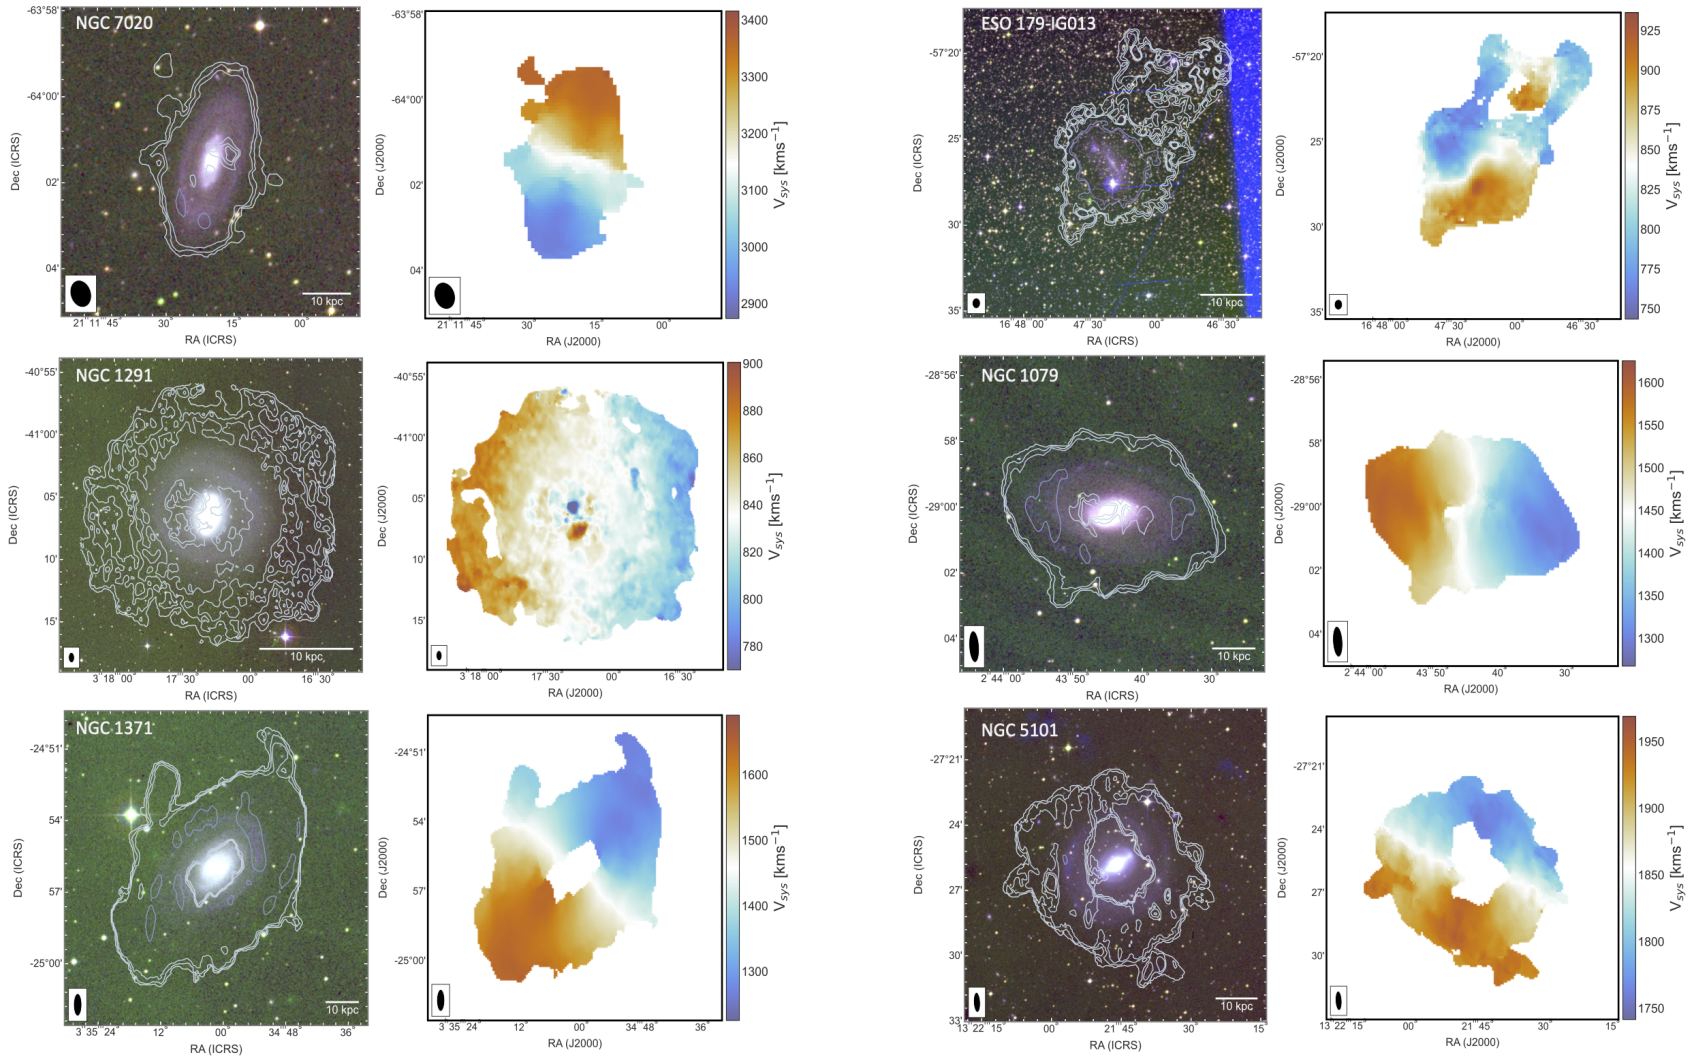 NGC 7020
-63°58'
-64°00'
02'
04'
Dec (ICRS)
10 kpc
21ʰ11ᵐ45ˢ
30ˢ
15ˢ
00ˢ
RA (ICRS)
-63°58'
-64°00'
02'
04'
Dec (J2000)
21ʰ11ᵐ45ˢ
15ˢ
00ˢ
RA (J2000)
3400
3300
3200
3100
3000
2900
V_sys [kms⁻¹]
ESO 179-IG013
-57°20'
25'
30'
35'
Dec (ICRS)
10 kpc
16ʰ48ᵐ00ˢ
47ᵐ30ˢ
00ˢ
46ᵐ30ˢ
RA (ICRS)
-57°20'
25'
30'
35'
Dec (J2000)
16ʰ48ᵐ00ˢ
47ᵐ30ˢ
00ˢ
46ᵐ30ˢ
RA (J2000)
925
900
875
850
825
800
775
750
V_sys [kms⁻¹]
NGC 1291
-40°55'
-41°00'
05'
10'
15'
Dec (ICRS)
10 kpc
3ʰ18ᵐ00ˢ
17ᵐ30ˢ
00ˢ
16ᵐ30ˢ
RA (ICRS)
-40°55'
-41°00'
05'
10'
15'
Dec (J2000)
3ʰ18ᵐ00ˢ
17ᵐ30ˢ
00ˢ
16ᵐ30ˢ
RA (J2000)
900
880
860
840
820
800
780
V_sys [kms⁻¹]
NGC 1079
-28°56'
58'
-29°00'
02'
04'
Dec (ICRS)
10 kpc
2ʰ44ᵐ00ˢ
43ᵐ50ˢ
40ˢ
30ˢ
RA (ICRS)
-28°56'
58'
-29°00'
02'
04'
Dec (J2000)
2ʰ44ᵐ00ˢ
43ᵐ50ˢ
40ˢ
30ˢ
RA (J2000)
1600
1550
1500
1450
1400
1350
1300
V_sys [kms⁻¹]
NGC 1371
-24°51'
54'
57'
-25°00'
Dec (ICRS)
10 kpc
3ʰ35ᵐ24ˢ
12ˢ
00ˢ
34ᵐ48ˢ
36ˢ
RA (ICRS)
-24°51'
54'
57'
-25°00'
Dec (J2000)
3ʰ35ᵐ24ˢ
12ˢ
00ˢ
34ᵐ48ˢ
36ˢ
RA (J2000)
1600
1500
1400
1300
V_sys [kms⁻¹]
NGC 5101
-27°21'
24'
27'
30'
33'
Dec (ICRS)
10 kpc
13ʰ22ᵐ15ˢ
00ˢ
21ᵐ45ˢ
30ˢ
15ˢ
RA (ICRS)
-27°21'
24'
27'
30'
Dec (J2000)
13ʰ22ᵐ15ˢ
00ˢ
21ᵐ45ˢ
30ˢ
15ˢ
RA (J2000)
1950
1900
1850
1800
1750
V_sys [kms⁻¹]